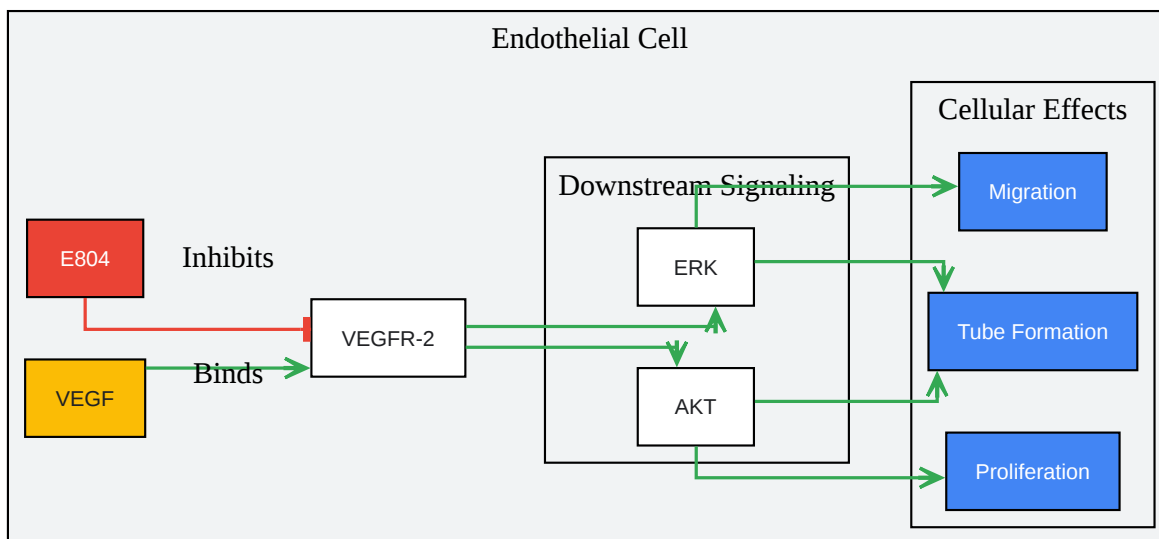 Endothelial Cell
Cellular Effects
Downstream Signaling
Migration
E804
Inhibits
ERK
VEGFR-2
Tube Formation
VEGF
Binds
AKT
Proliferation